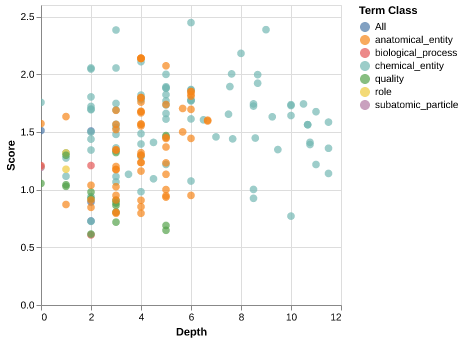 2.5
2.0
1.5
1.0
0.5
0.0
Score
0 2 4 6 8 10 12
Depth
Term Class
All
anatomical_entity
biological_process
chemical_entity
quality
role
subatomic_particle